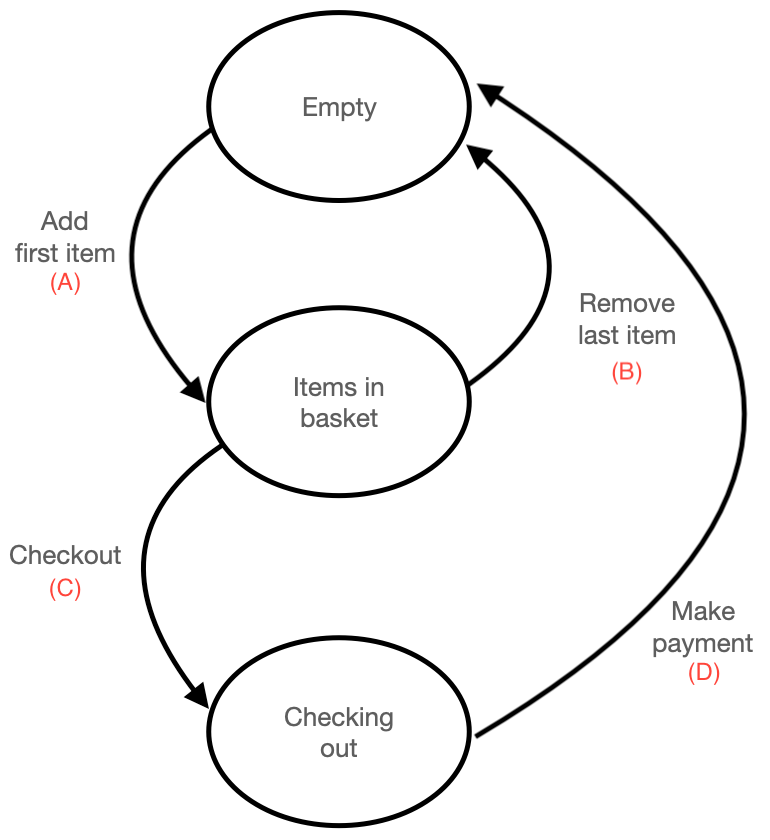 Empty
Add
first item
(A)
Remove
last item
(B)
Items in
basket
Checkout
(C)
Make
payment
(D)
Checking
out